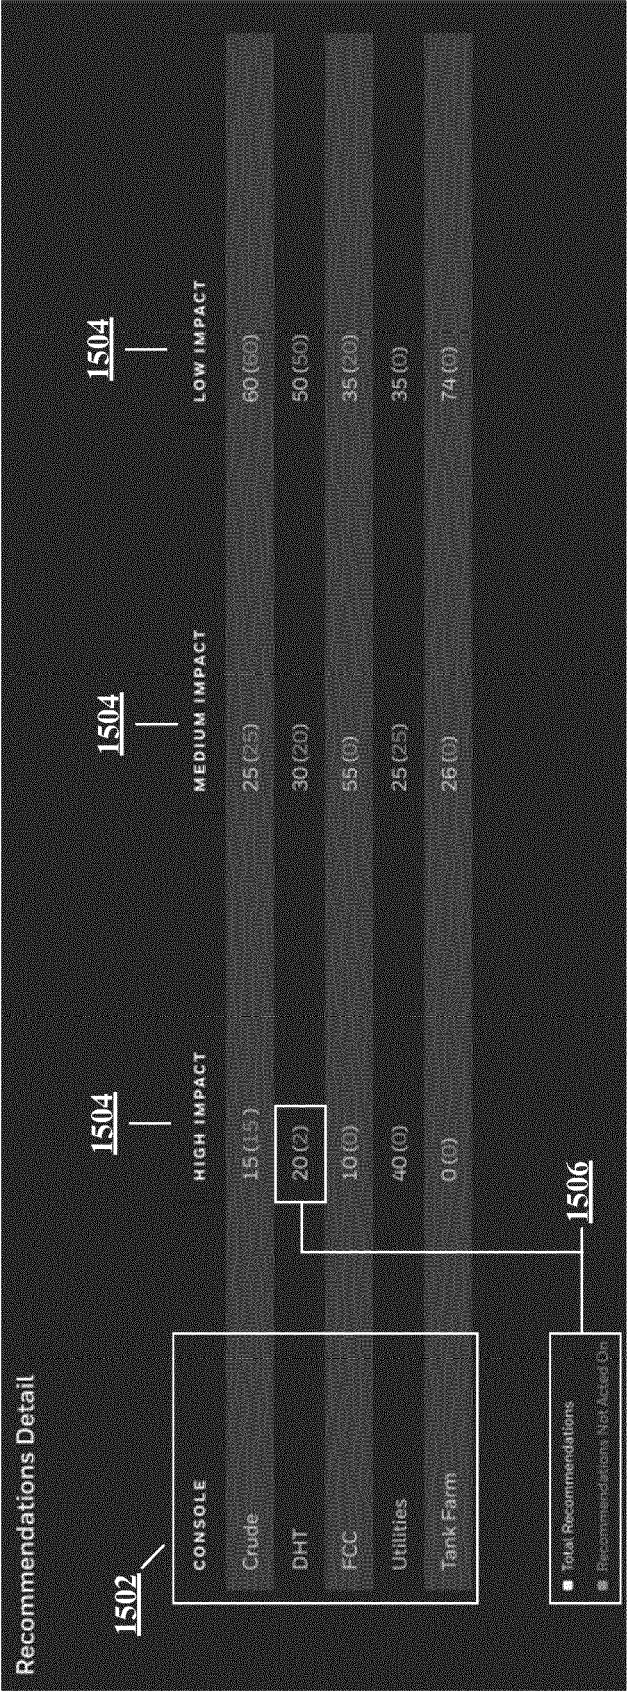 Recommendations Detail
1504 1504 1504
1502
CONSOLE HIGH IMPACT MEDIUM IMPACT LOW IMPACT
Crude 15 (15) 25 (25) 60 (60)
DHT 20 (2) 30 (20) 50 (50)
FCC 10 (0) 55 (0) 35 (20)
Utilities 40 (0) 25 (25) 35 (0)
Tank Farm 0 (0) 26 (0) 74 (0)
1506
Total Recommendations
Recommendations Not Acted On